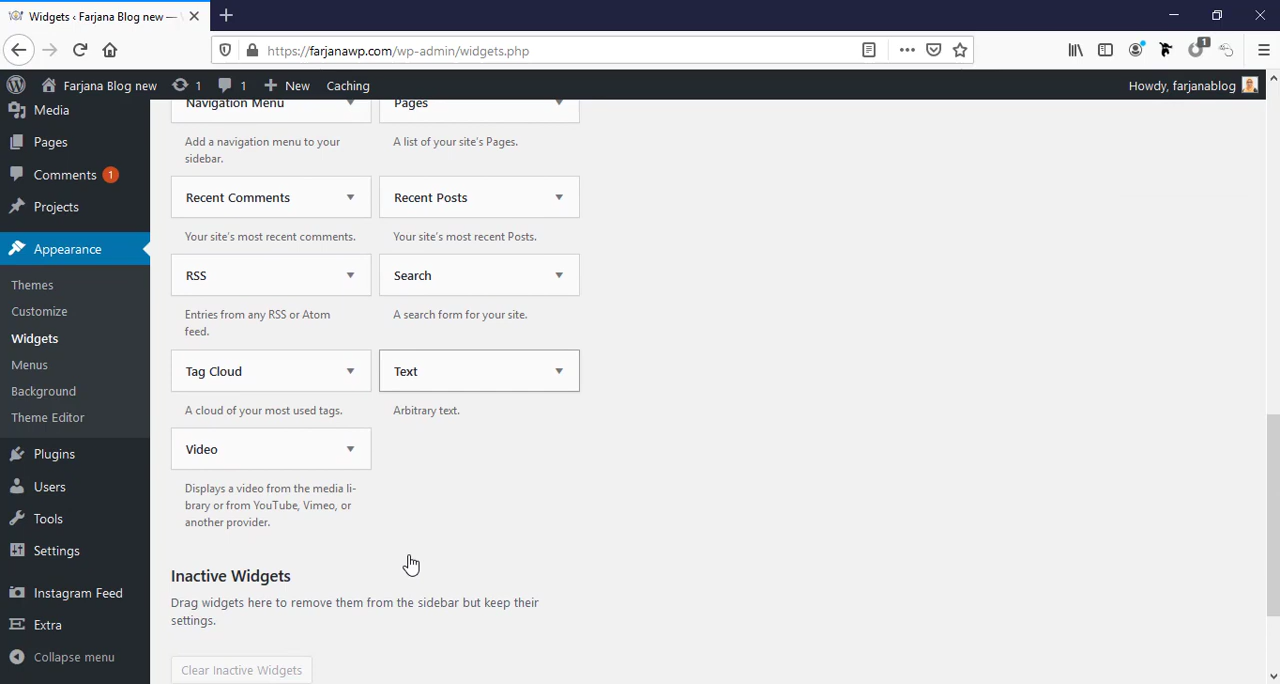 Widgets ‹ Farjana Blog new —
https://farjanawp.com/wp-admin/widgets.php
1
Farjana Blog new
1
1
New
Caching
Howdy, farjanablog
Media
Pages
Comments 1
Projects
Appearance
Themes
Customize
Widgets
Menus
Background
Theme Editor
Plugins
Users
Tools
Settings
Instagram Feed
Extra
Collapse menu
Navigation Menu
Add a navigation menu to your
sidebar.
Pages
A list of your site's Pages.
Recent Comments
Your site's most recent comments.
Recent Posts
Your site's most recent Posts.
RSS
Entries from any RSS or Atom
feed.
Search
A search form for your site.
Tag Cloud
A cloud of your most used tags.
Text
Arbitrary text.
Video
Displays a video from the media li-
brary or from YouTube, Vimeo, or
another provider.
Inactive Widgets
Drag widgets here to remove them from the sidebar but keep their
settings.
Clear Inactive Widgets